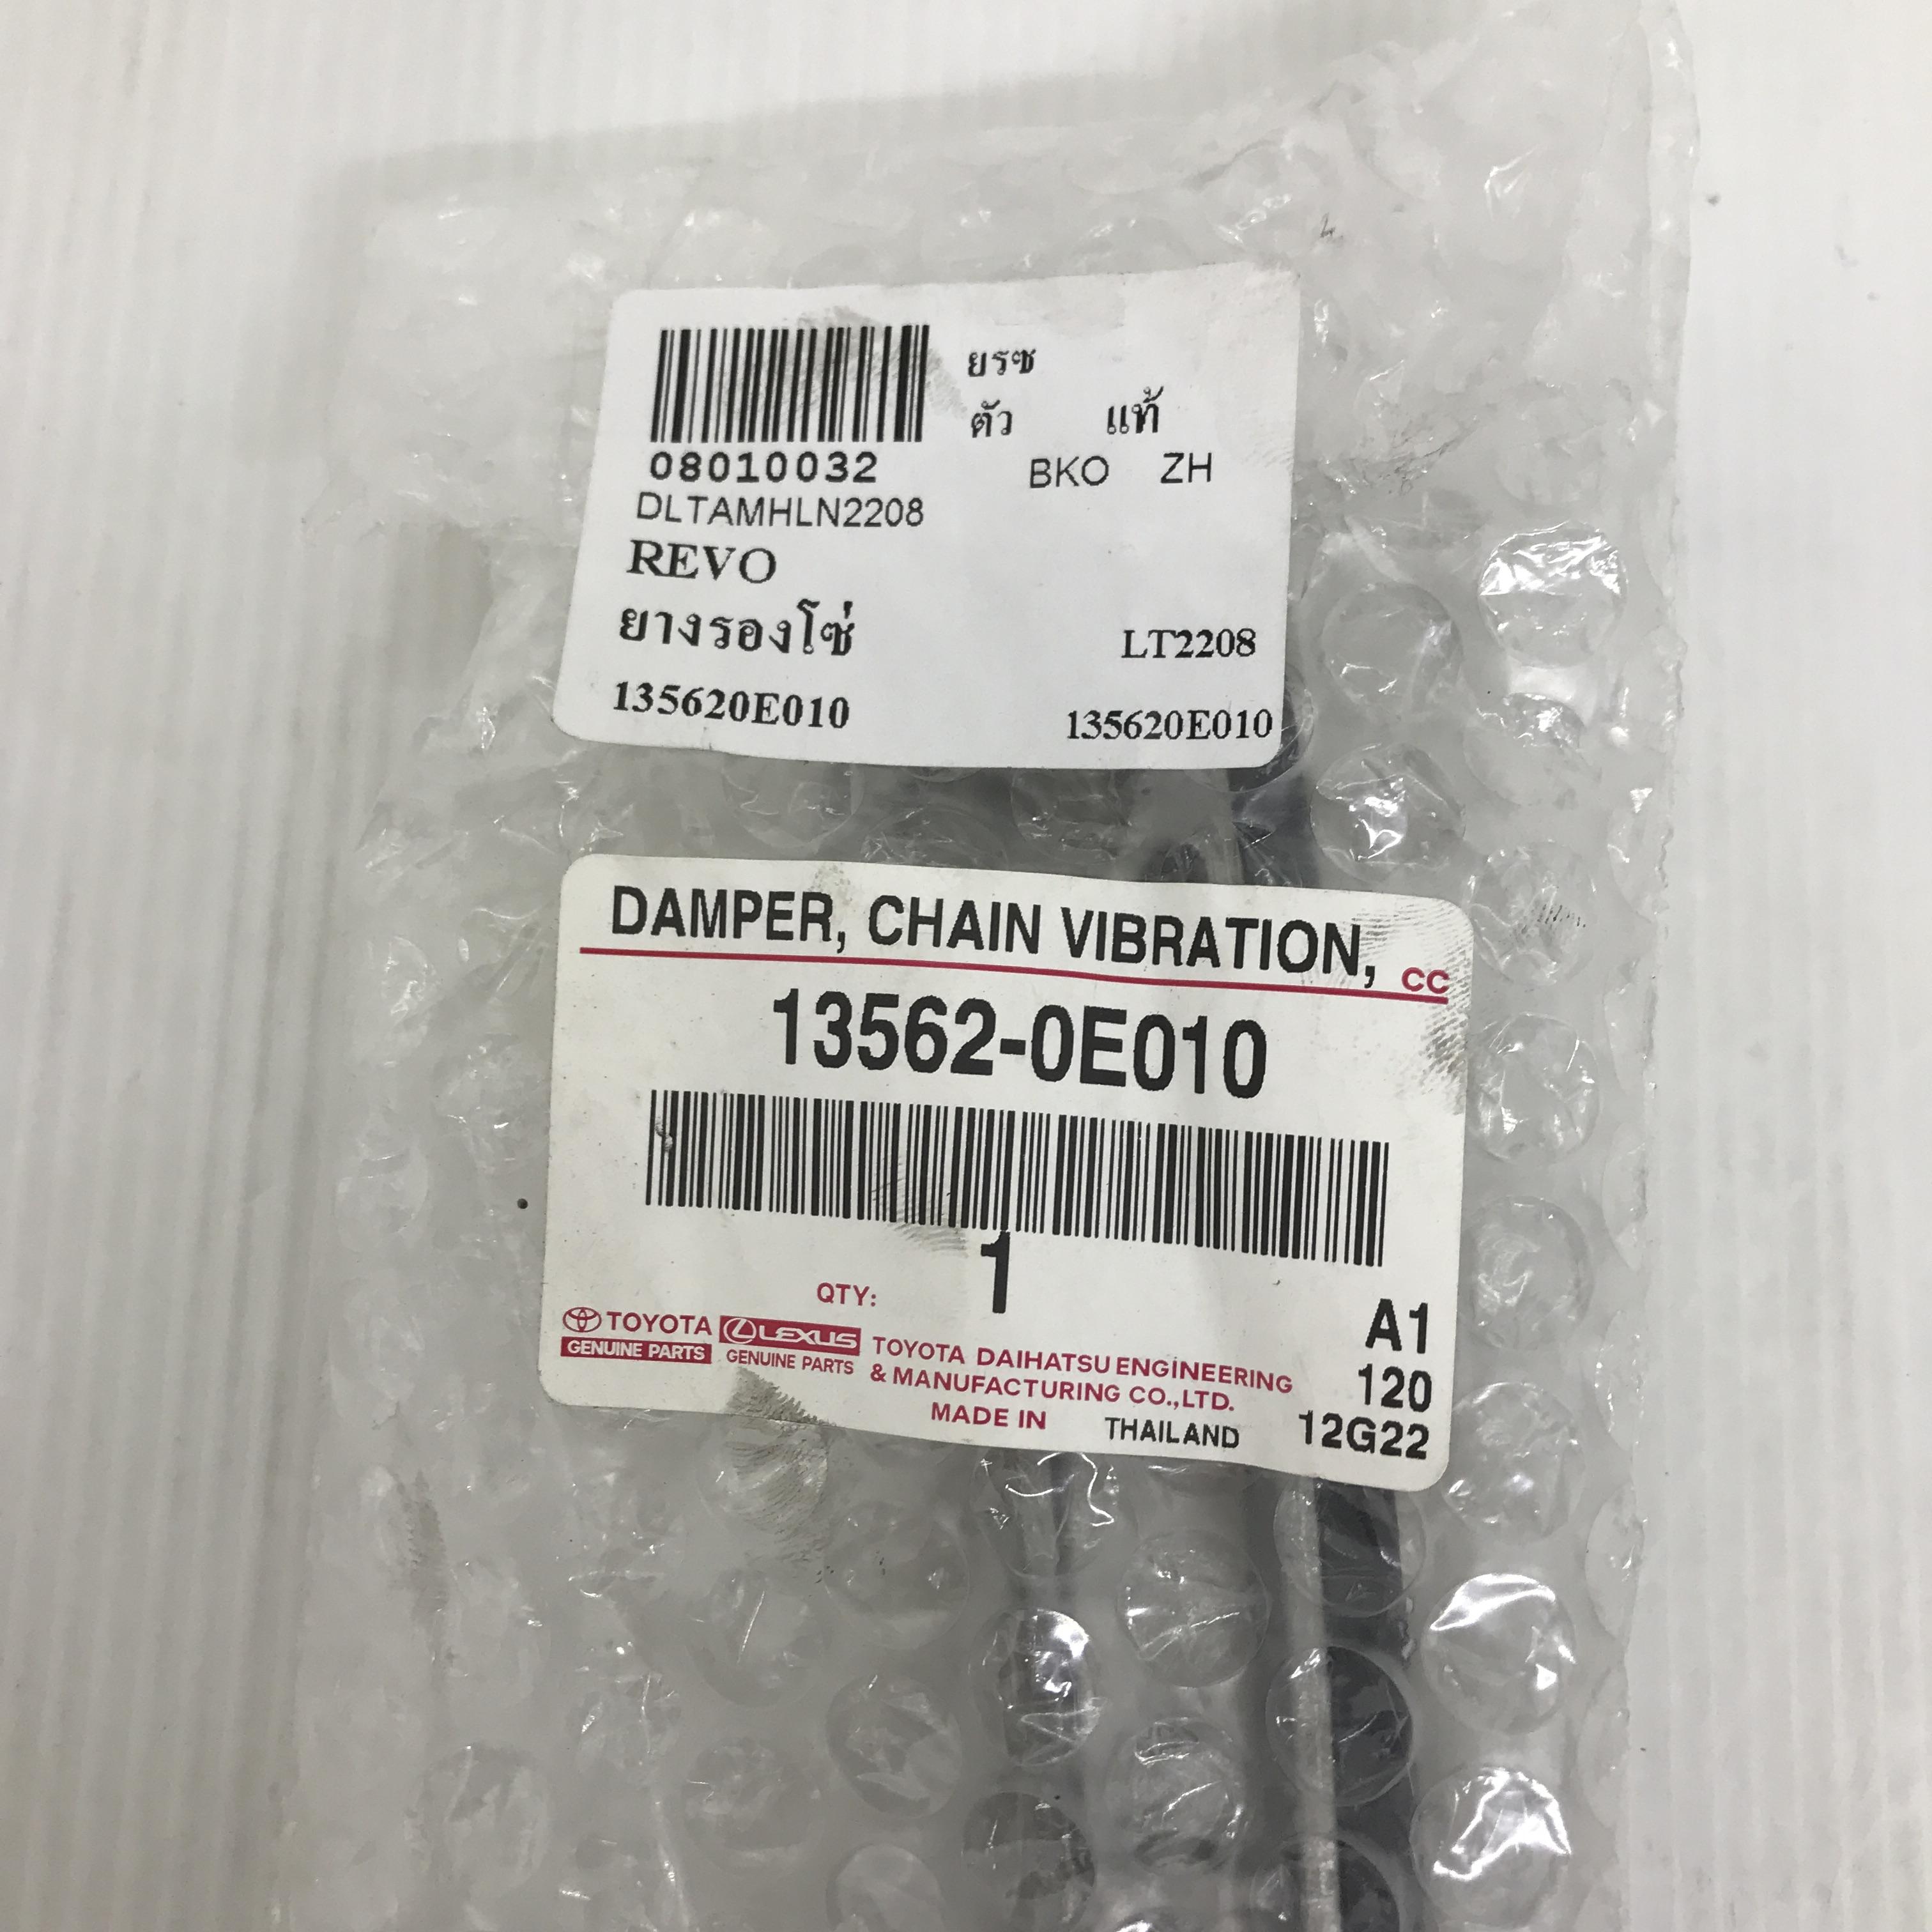 ยรซ
ตัว แท้
08010032 BKO ZH
DLTAMHLN2208
REVO
ยางรองโซ่ LT2208
135620E010 135620E010
DAMPER, CHAIN VIBRATION, CC
13562-0E010
QTY: 1
TOYOTA
GENUINE PARTS
LEXUS
GENUINE PARTS
TOYOTA DAIHATSU ENGINEERING
& MANUFACTURING CO.,LTD.
MADE IN THAILAND
A1
120
12G22